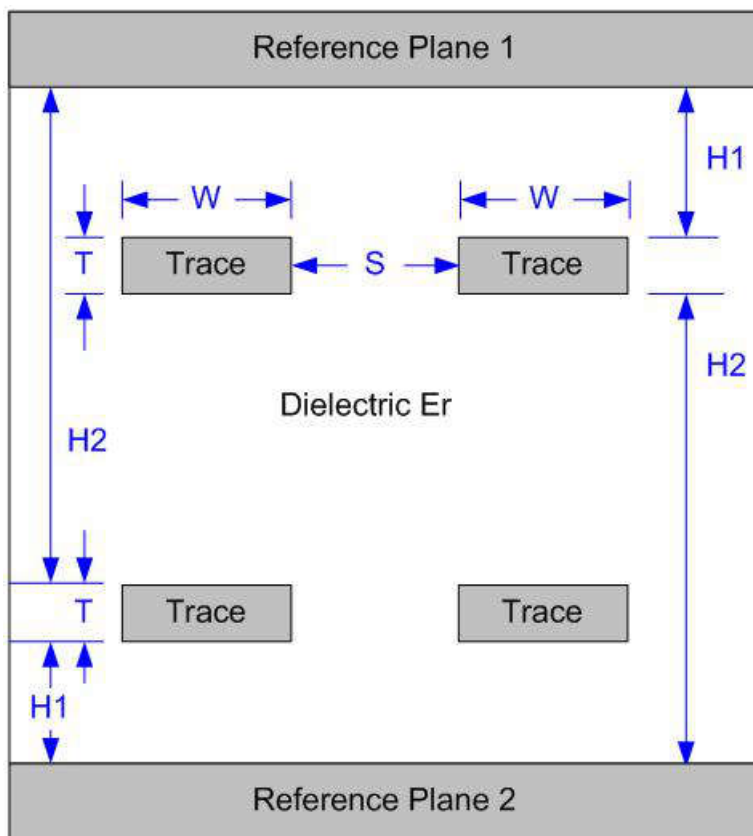 Reference Plane 1
H1
W W
T Trace S Trace
H2
Dielectric Er
H2
T Trace Trace
H1
Reference Plane 2